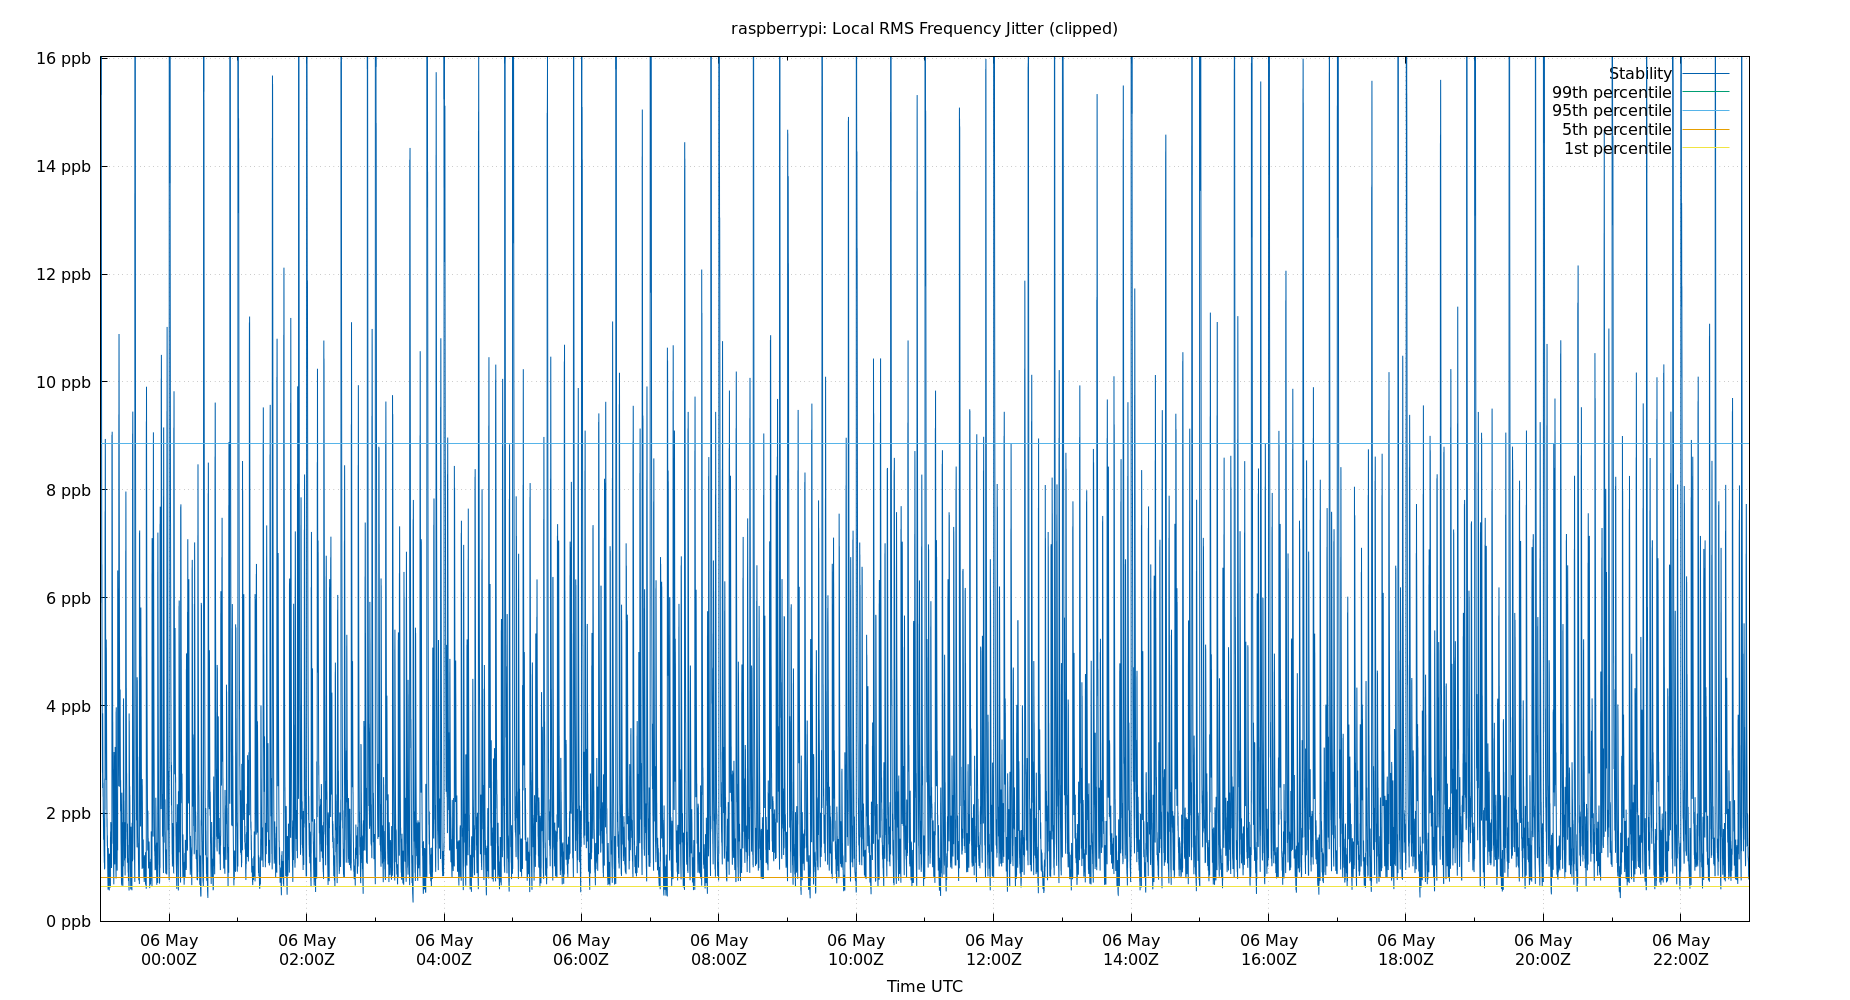 raspberrypi: Local RMS Frequency Jitter (clipped)
16 ppb
14 ppb
12 ppb
10 ppb
8 ppb
6 ppb
4 ppb
2 ppb
0 ppb
Stability
99th percentile
95th percentile
5th percentile
1st percentile
06 May 06 May 06 May 06 May 06 May 06 May 06 May 06 May 06 May 06 May 06 May 06 May
00:00Z 02:00Z 04:00Z 06:00Z 08:00Z 10:00Z 12:00Z 14:00Z 16:00Z 18:00Z 20:00Z 22:00Z
Time UTC